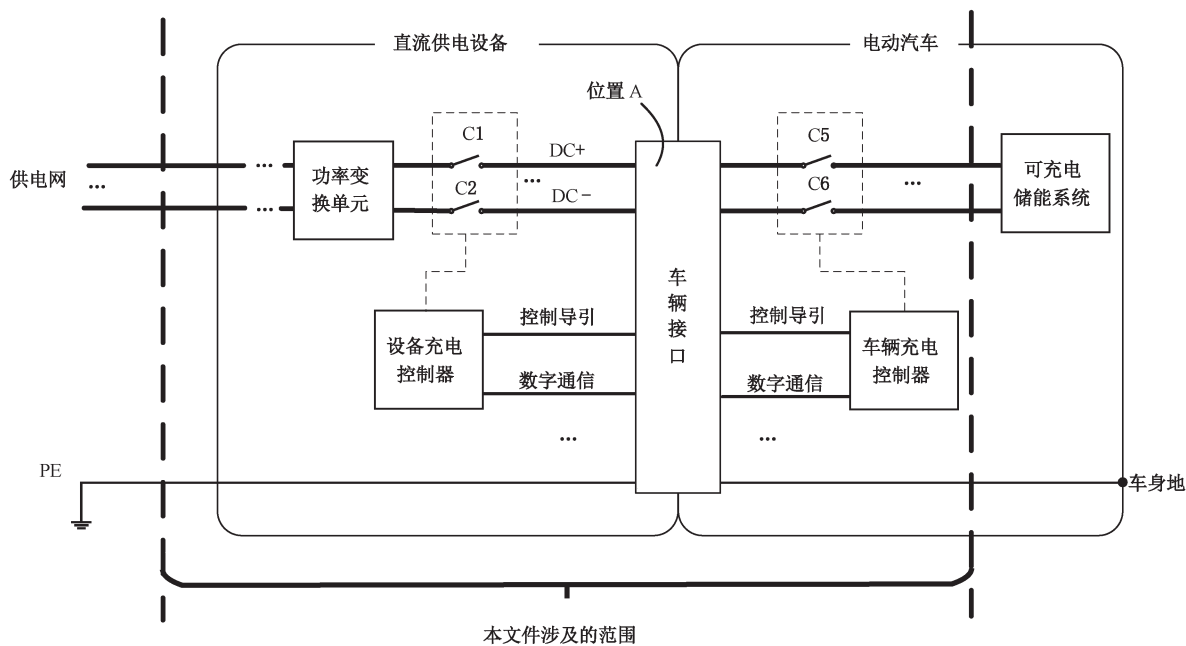 直流供电设备
电动汽车
位置 A
C1
DC+
C5
供电网
...
...
功率变
换单元
C2
...
DC-
C6
...
可充电
储能系统
...
车
辆
接
口
控制导引
控制导引
设备充电
控制器
车辆充电
控制器
数字通信
数字通信
...
...
PE
车身地
本文件涉及的范围